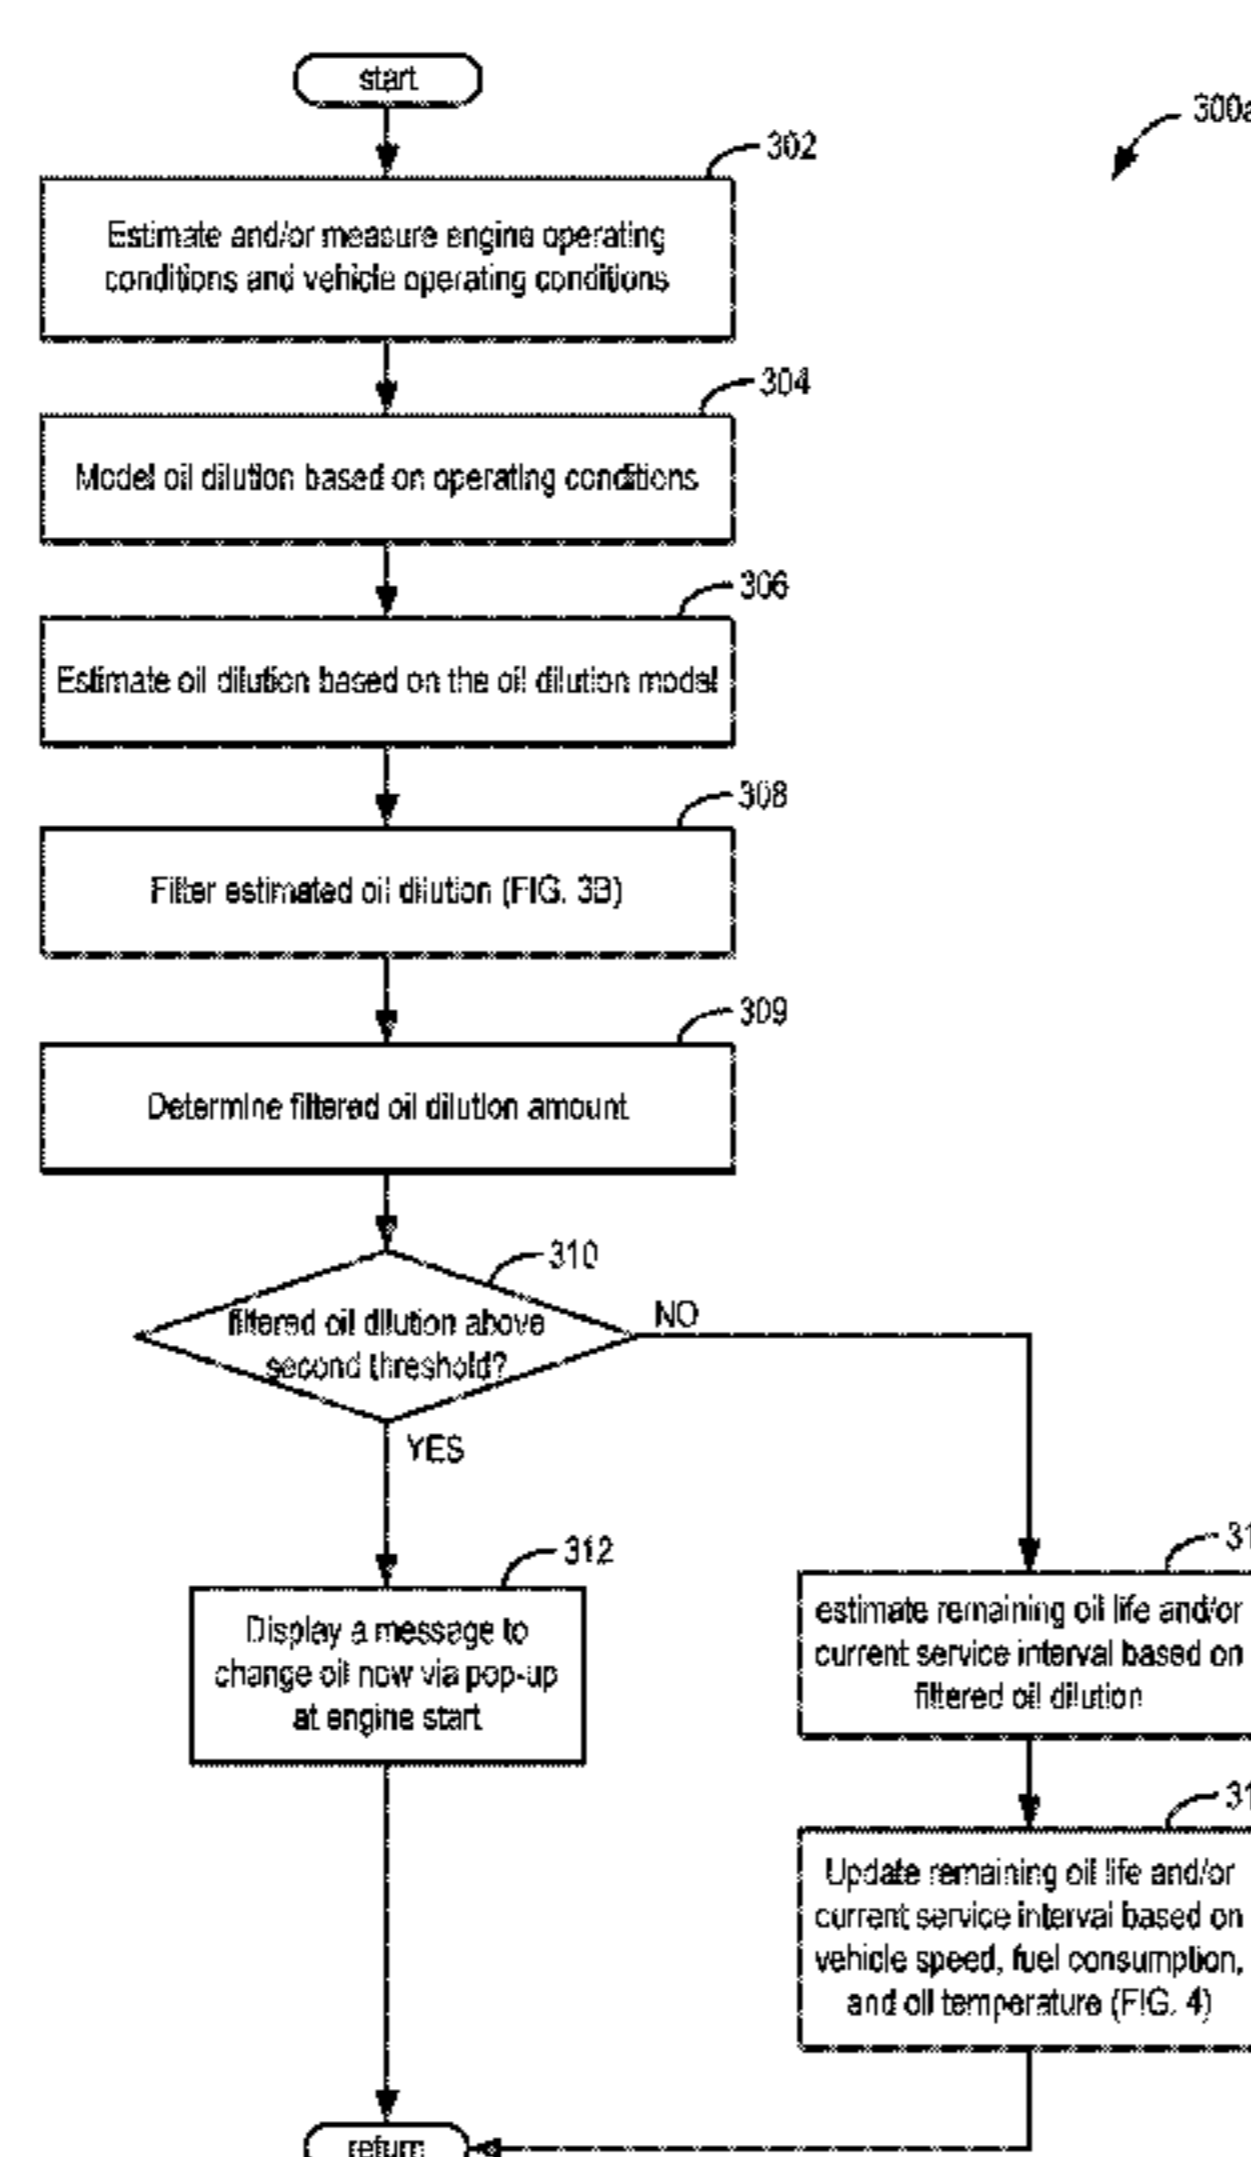 start
300a
302
Estimate and/or measure engine operating
conditions and vehicle operating conditions
304
Model oil dilution based on operating conditions
306
Estimate oil dilution based on the oil dilution model
308
Filter estimated oil dilution (FIG. 3B)
309
Determine filtered oil dilution amount
310
filtered oil dilution above
second threshold?
NO
YES
312
Display a message to
change oil now via pop-up
at engine start
31
estimate remaining oil life and/or
current service interval based on
filtered oil dilution
31
Update remaining oil life and/or
current service interval based on
vehicle speed, fuel consumption,
and oil temperature (FIG. 4)
return